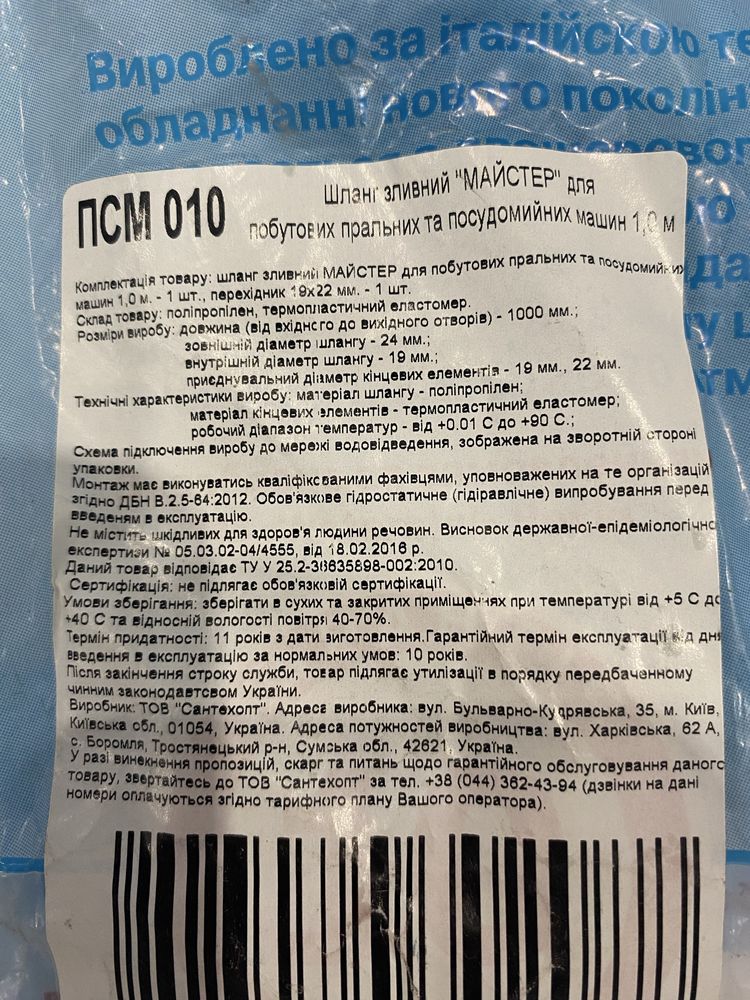 Вироблено за італійською те
обладнанні нового поколін
ПСМ 010
Шланг зливний "МАЙСТЕР" для
побутових пральних та посудомийних машин 1,0 м
Комплектація товару: шланг зливний МАЙСТЕР для побутових пральних та посудомийних
машин 1,0 м. - 1 шт., перехідник 19х22 мм. - 1 шт.
Склад товару: поліпропілен, термопластичний еластомер.
Розміри виробу: довжина (від вхідного до вихідного отворів) - 1000 мм.;
зовнішній діаметр шлангу - 24 мм.;
внутрішній діаметр шлангу - 19 мм.;
приєднувальний діаметр кінцевих елементів - 19 мм., 22 мм.
Технічні характеристики виробу: матеріал шлангу - поліпропілен;
матеріал кінцевих элементів - термопластичний еластомер;
робочий діапазон температур - від +0.01 С до +90 С.;
Схема підключення виробу до мережі водовідведення, зображена на зворотній стороні
упаковки.
Монтаж має виконуватись кваліфікованими фахівцями, уповноважених на те організацій
згідно ДБН В.2.5-64:2012. Обов'язкове гідростатичне (гідіравлічне) випробування перед
введеням в експлуатацію.
Не містить шкідливих для здоров'я людини речовин. Висновок державної-епідеміологічно
експертизи № 05.03.02-04/4555, від 18.02.2016 р.
Даний товар відповідає ТУ У 25.2-36635898-002:2010.
Сертифікація: не підлягає обов'язковій сертифікації.
Умови зберігання: зберігати в сухих та закритих приміщеннях при температурі від +5 С до
+40 С та відносній вологості повітря 40-70%.
Термін придатності: 11 років з дати виготовлення.Гарантійний термін експлуатації від дня
введення в експлуатацію за нормальних умов: 10 років.
Після закінчення строку служби, товар підлягає утилізації в порядку передбаченному
чинним законодавтсвом України.
Виробник: ТОВ "Сантехопт". Адреса виробника: вул. Бульварно-Кудрявська, 35, м. Київ,
Київська обл., 01054, Україна. Адреса потужностей виробництва: вул. Харківська, 62 А,
с. Боромля, Тростянецький р-н, Сумська обл., 42621, Україна.
У разі винекнення пропозицій, скарг та питань щодо гарантійного обслуговування даного
товару, звертайтесь до ТОВ "Сантехопт" за тел. +38 (044) 362-43-94 (дзвінки на дані
номери оплачуються згідно тарифного плану Вашого оператора).